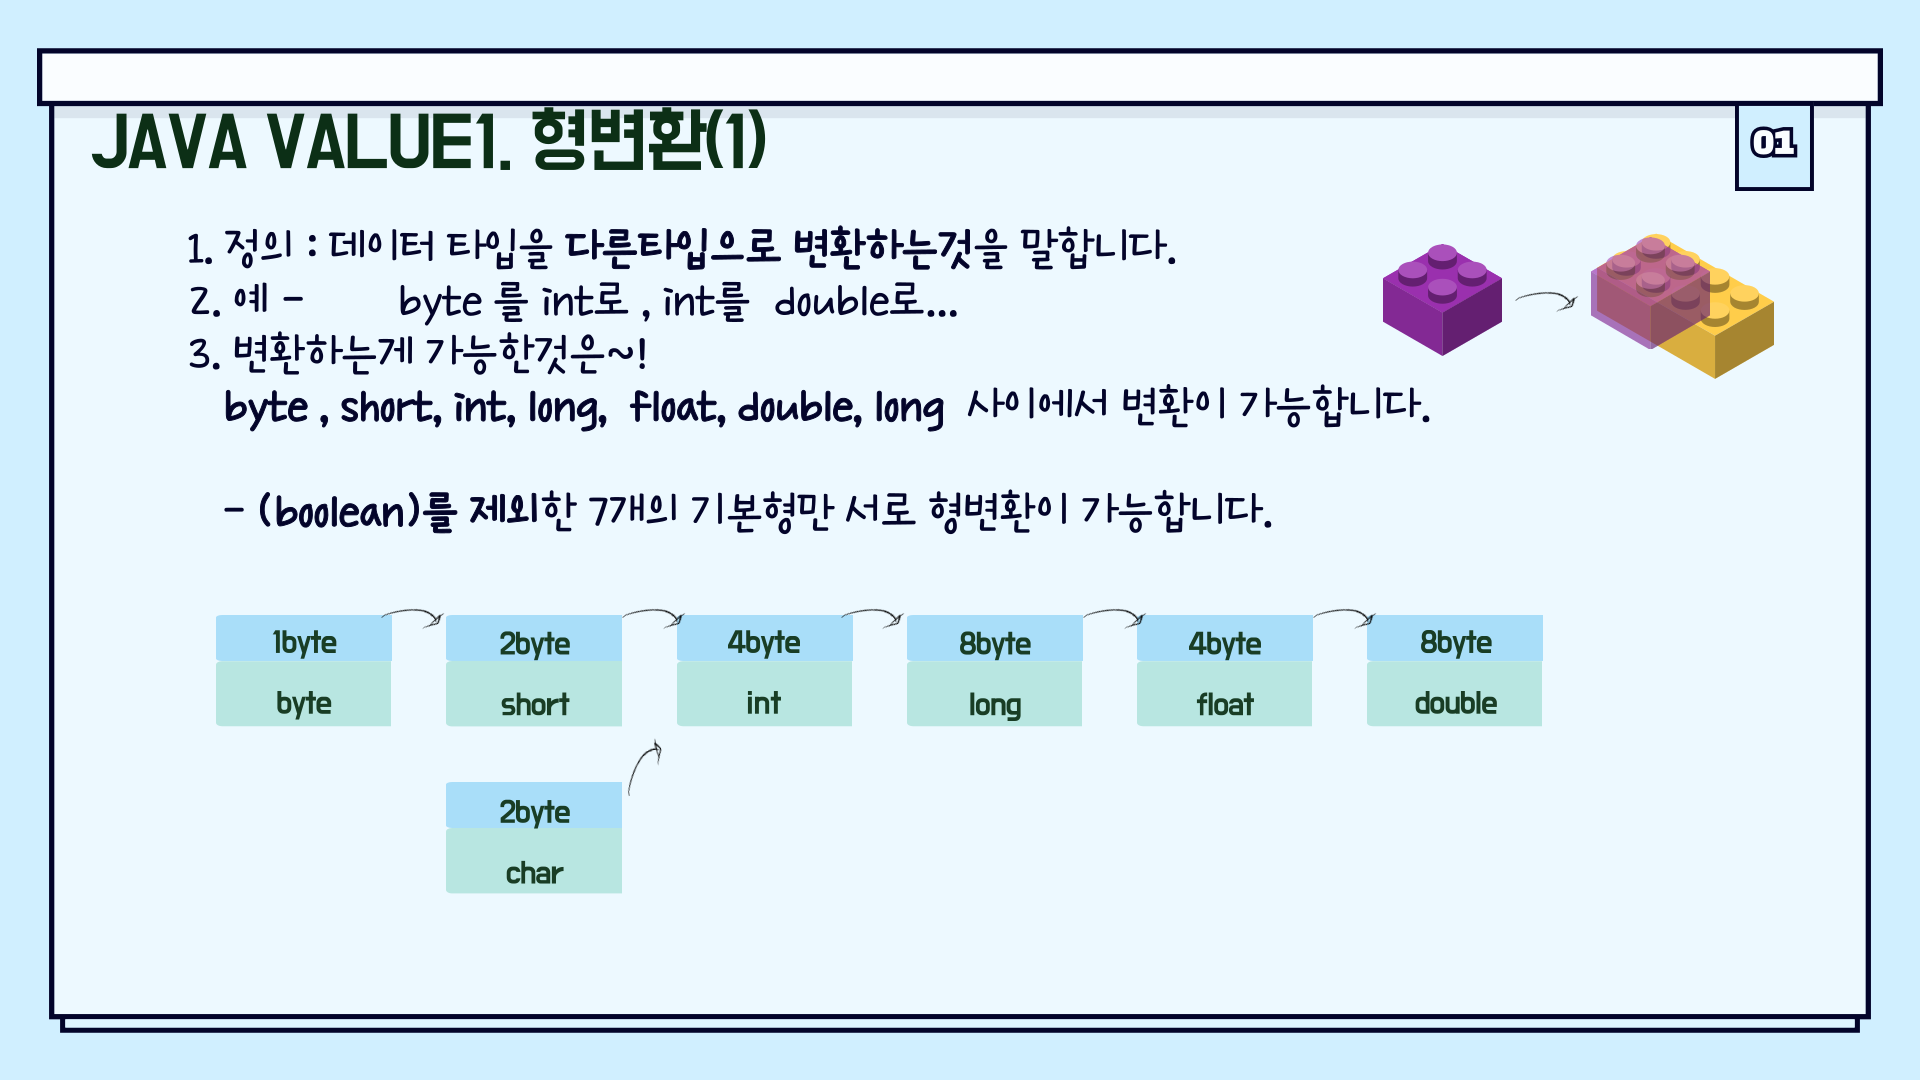 JAVA VALUE1. 형변환(1)
01
1. 정의 : 데이터 타입을 다른타입으로 변환하는것을 말합니다.
2. 예 - byte 를 int로 , int를 double로...
3. 변환하는게 가능한것은~!
byte , short, int, long, float, double, long 사이에서 변환이 가능합니다.
- (boolean)를 제외한 7개의 기본형만 서로 형변환이 가능합니다.
1byte 2byte 4byte 8byte 4byte 8byte
byte short int long float double
2byte
char